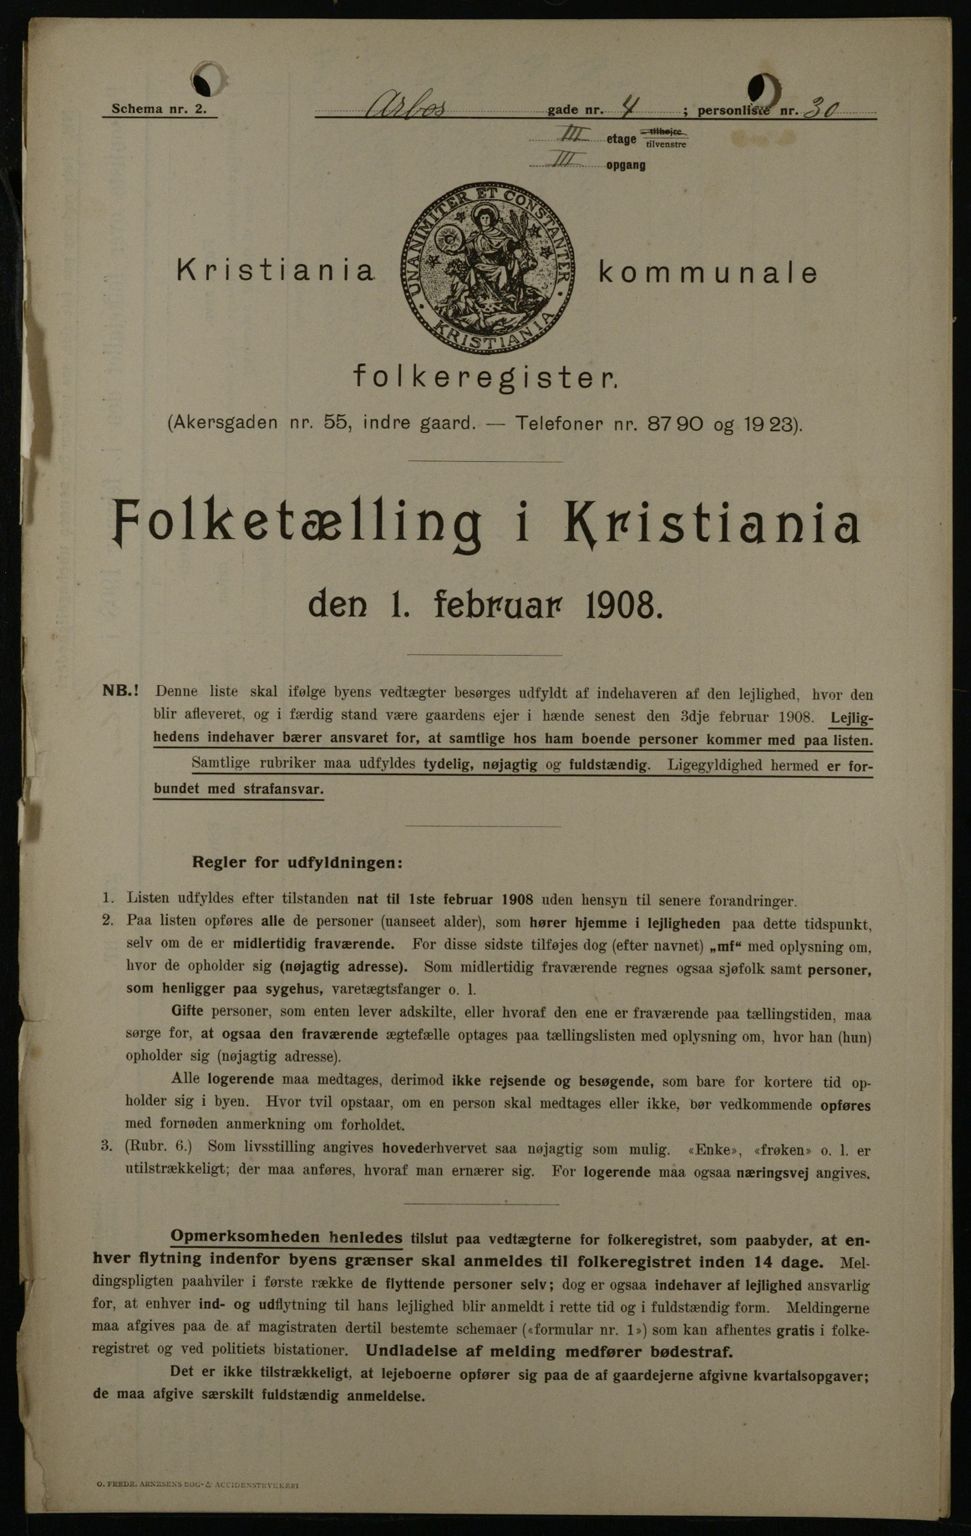 Schema nr. 2.
Arbos gade nr. 4 ; personliste nr. 30
III etage tilhøjre tilvenstre
III opgang
UNANIMITER ET CONSTANTER
KRISTIANIA
Kristiania kommunale
folkeregister.
(Akersgaden nr. 55, indre gaard. — Telefoner nr. 87 90 og 19 23).
Folketælling i Kristiania
den 1. februar 1908.
NB.! Denne liste skal ifølge byens vedtægter besørges udfyldt af indehaveren af den lejlighed, hvor den
blir afleveret, og i færdig stand være gaardens ejer i hænde senest den 3dje februar 1908. Lejlig-
hedens indehaver bærer ansvaret for, at samtlige hos ham boende personer kommer med paa listen.
Samtlige rubriker maa udfyldes tydelig, nøjagtig og fuldstændig. Ligegyldighed hermed er for-
bundet med strafansvar.
Regler for udfyldningen:
1. Listen udfyldes efter tilstanden nat til 1ste februar 1908 uden hensyn til senere forandringer.
2. Paa listen opføres alle de personer (uanseet alder), som hører hjemme i lejligheden paa dette tidspunkt,
selv om de er midlertidig fraværende. For disse sidste tilføjes dog (efter navnet) „mf“ med oplysning om,
hvor de opholder sig (nøjagtig adresse). Som midlertidig fraværende regnes ogsaa sjøfolk samt personer,
som henligger paa sygehus, varetægtsfanger o. l.
Gifte personer, som enten lever adskilte, eller hvoraf den ene er fraværende paa tællingstiden, maa
sørge for, at ogsaa den fraværende ægtefælle optages paa tællingslisten med oplysning om, hvor han (hun)
opholder sig (nøjagtig adresse).
Alle logerende maa medtages, derimod ikke rejsende og besøgende, som bare for kortere tid op-
holder sig i byen. Hvor tvil opstaar, om en person skal medtages eller ikke, bør vedkommende opføres
med fornøden anmerkning om forholdet.
3. (Rubr. 6.) Som livsstilling angives hovederhvervet saa nøjagtig som mulig. «Enke», «frøken» o. l. er
utilstrækkeligt; der maa anføres, hvoraf man ernærer sig. For logerende maa ogsaa næringsvej angives.
Opmerksomheden henledes tilslut paa vedtægterne for folkeregistret, som paabyder, at en-
hver flytning indenfor byens grænser skal anmeldes til folkeregistret inden 14 dage. Mel-
dingspligten paahviler i første række de flyttende personer selv; dog er ogsaa indehaver af lejlighed ansvarlig
for, at enhver ind- og udflytning til hans lejlighed blir anmeldt i rette tid og i fuldstændig form. Meldingerne
maa afgives paa de af magistraten dertil bestemte schemaer («formular nr. 1») som kan afhentes gratis i folke-
registret og ved politiets bistationer. Undladelse af melding medfører bødestraf.
Det er ikke tilstrækkeligt, at lejeboerne opfører sig paa de af gaardejerne afgivne kvartalsopgaver;
de maa afgive særskilt fuldstændig anmeldelse.
O. FREDR. ARNESENS BOG- & ACCIDENSTRYKKERI